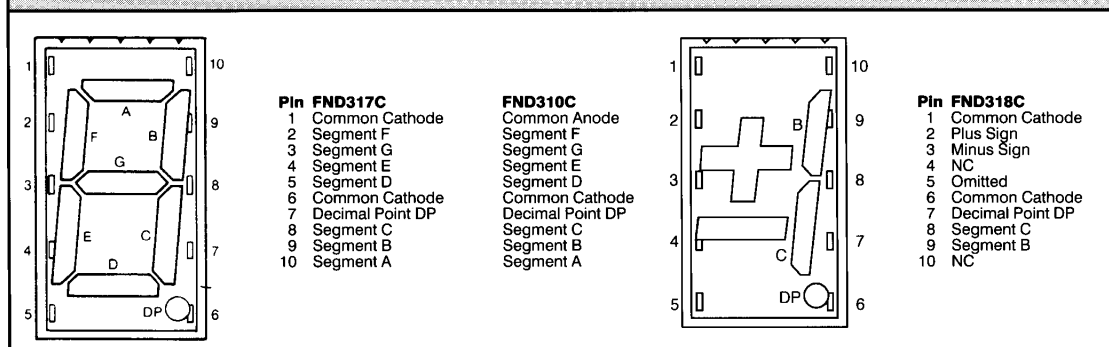 1
2
3
4
5
10
9
8
7
6
A
F
B
G
E
C
D
DP
Pin FND317C
1 Common Cathode
2 Segment F
3 Segment G
4 Segment E
5 Segment D
6 Common Cathode
7 Decimal Point DP
8 Segment C
9 Segment B
10 Segment A
FND310C
Common Anode
Segment F
Segment G
Segment E
Segment D
Common Cathode
Decimal Point DP
Segment C
Segment B
Segment A
1
2
3
4
5
10
9
8
7
6
B
C
DP
Pin FND318C
1 Common Cathode
2 Plus Sign
3 Minus Sign
4 NC
5 Omitted
6 Common Cathode
7 Decimal Point DP
8 Segment C
9 Segment B
10 NC